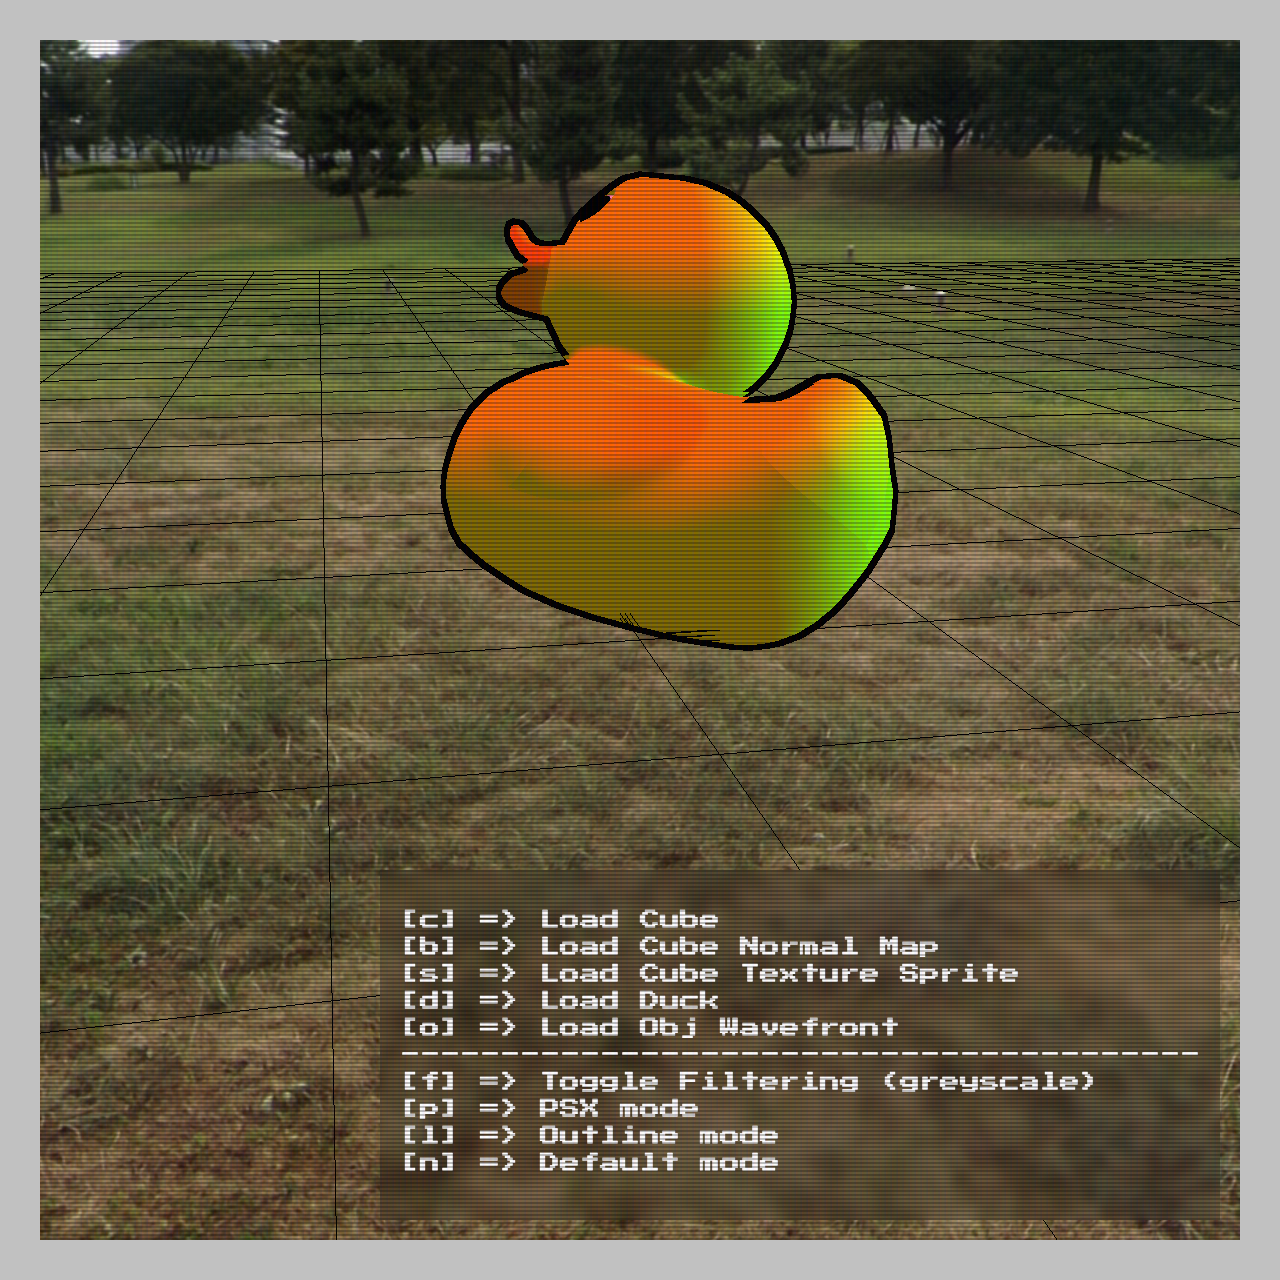 [c] => Load Cube
[b] => Load Cube Normal Map
[s] => Load Cube Texture Sprite
[d] => Load Duck
[o] => Load Obj Wavefront
----------------------------------------
[f] => Toggle Filtering (greyscale)
[p] => PSX mode
[l] => Outline mode
[n] => Default mode